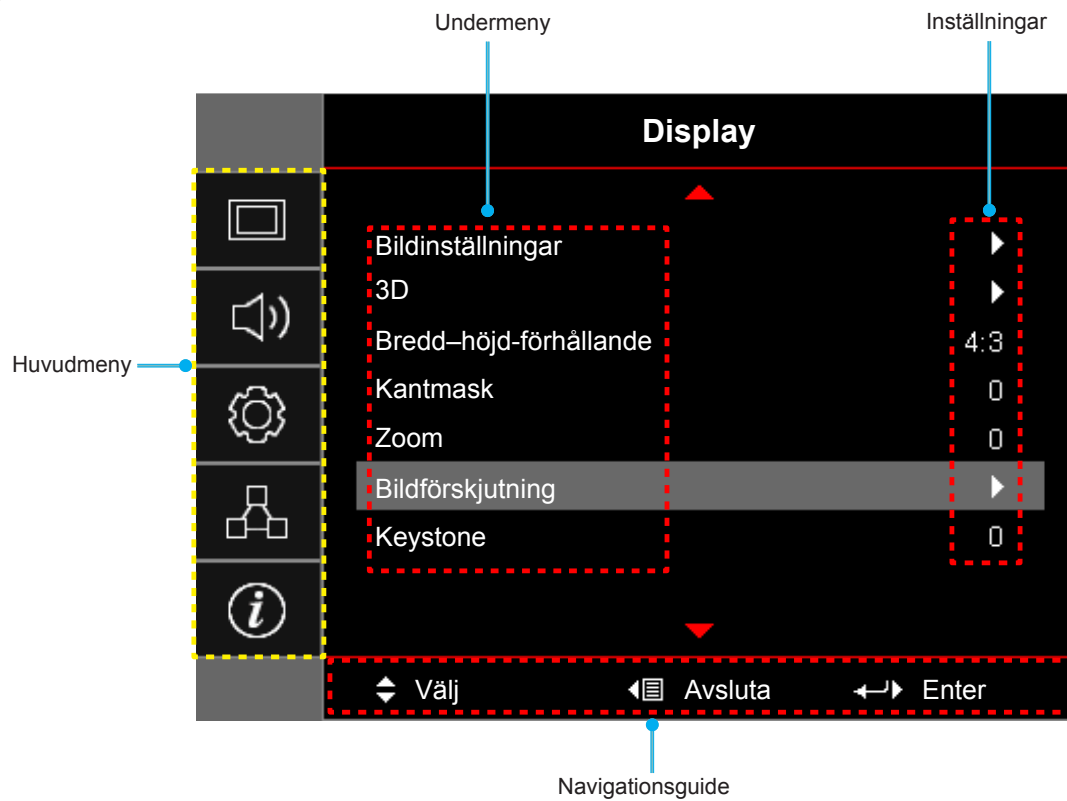 Undermeny
Inställningar
Display
Bildinställningar
3D
Bredd–höjd-förhållande 4:3
Huvudmeny
Kantmask 0
Zoom 0
Bildförskjutning
Keystone 0
Välj Avsluta Enter
Navigationsguide